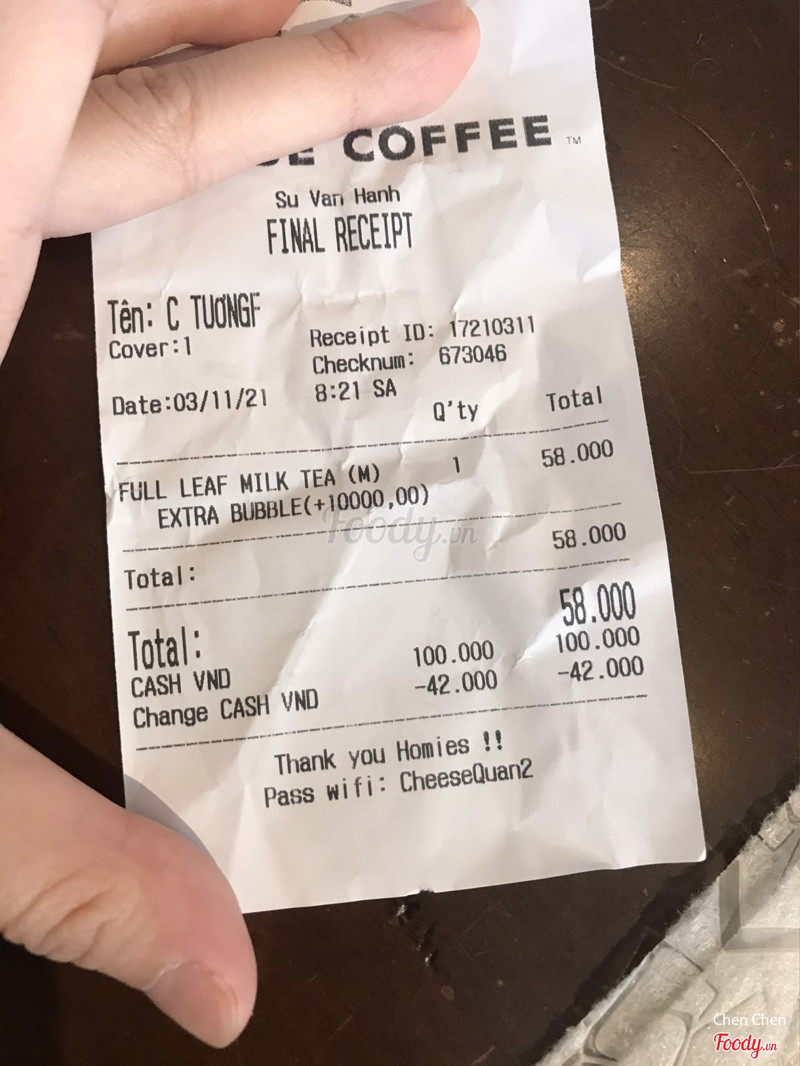 COFFEE ™
Su Van Hanh
FINAL RECEIPT
Tên: C TUONGF
Cover:1
Receipt ID: 17210311
Checknum: 673046
Date:03/11/21 8:21 SA
Q'ty Total
FULL LEAF MILK TEA (M) 1 58.000
EXTRA BUBBLE(+10000,00)
Total: 58.000
Total: 58.000
CASH VND 100.000 100.000
Change CASH VND -42.000 -42.000
Thank you Homies !!
Pass wifi: CheeseQuan2
Foody.vn
Chen Chen
Foody.vn